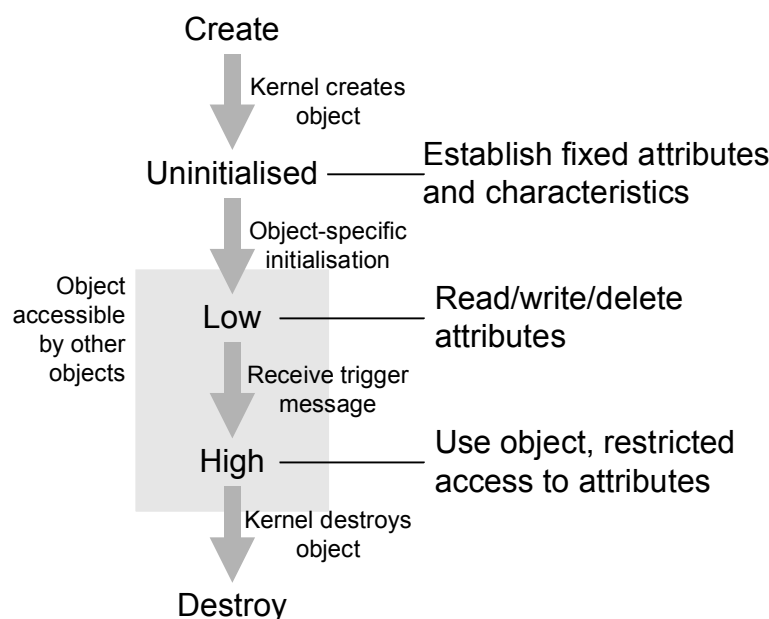 Create
Kernel creates
object
Uninitialised
Establish fixed attributes
and characteristics
Object-specific
initialisation
Object
accessible
by other
objects
Low
Read/write/delete
attributes
Receive trigger
message
High
Use object, restricted
access to attributes
Kernel destroys
object
Destroy